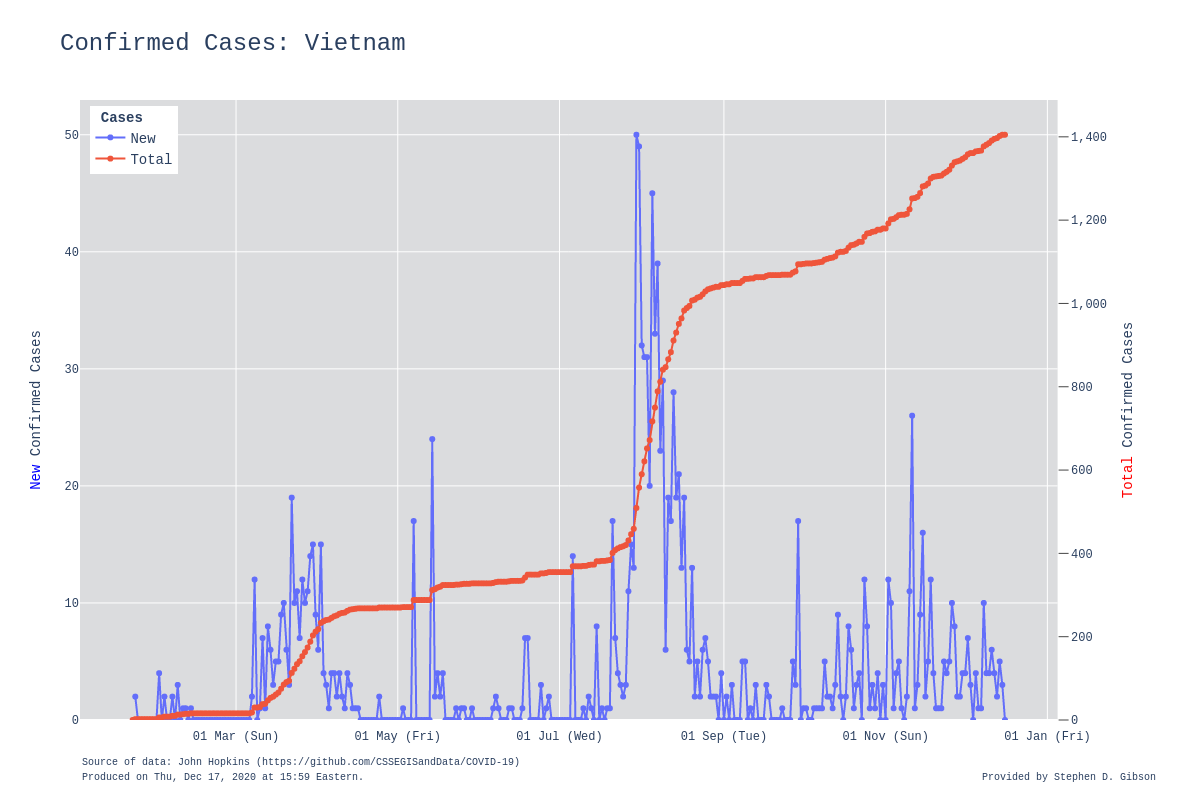 Confirmed Cases: Vietnam
Cases
New
Total
50
40
30
20
10
0
1,400
1,200
1,000
800
600
400
200
0
New Confirmed Cases
Total Confirmed Cases
01 Mar (Sun)
01 May (Fri)
01 Jul (Wed)
01 Sep (Tue)
01 Nov (Sun)
01 Jan (Fri)
Source of data: John Hopkins (https://github.com/CSSEGISandData/COVID-19)
Produced on Thu, Dec 17, 2020 at 15:59 Eastern.
Provided by Stephen D. Gibson